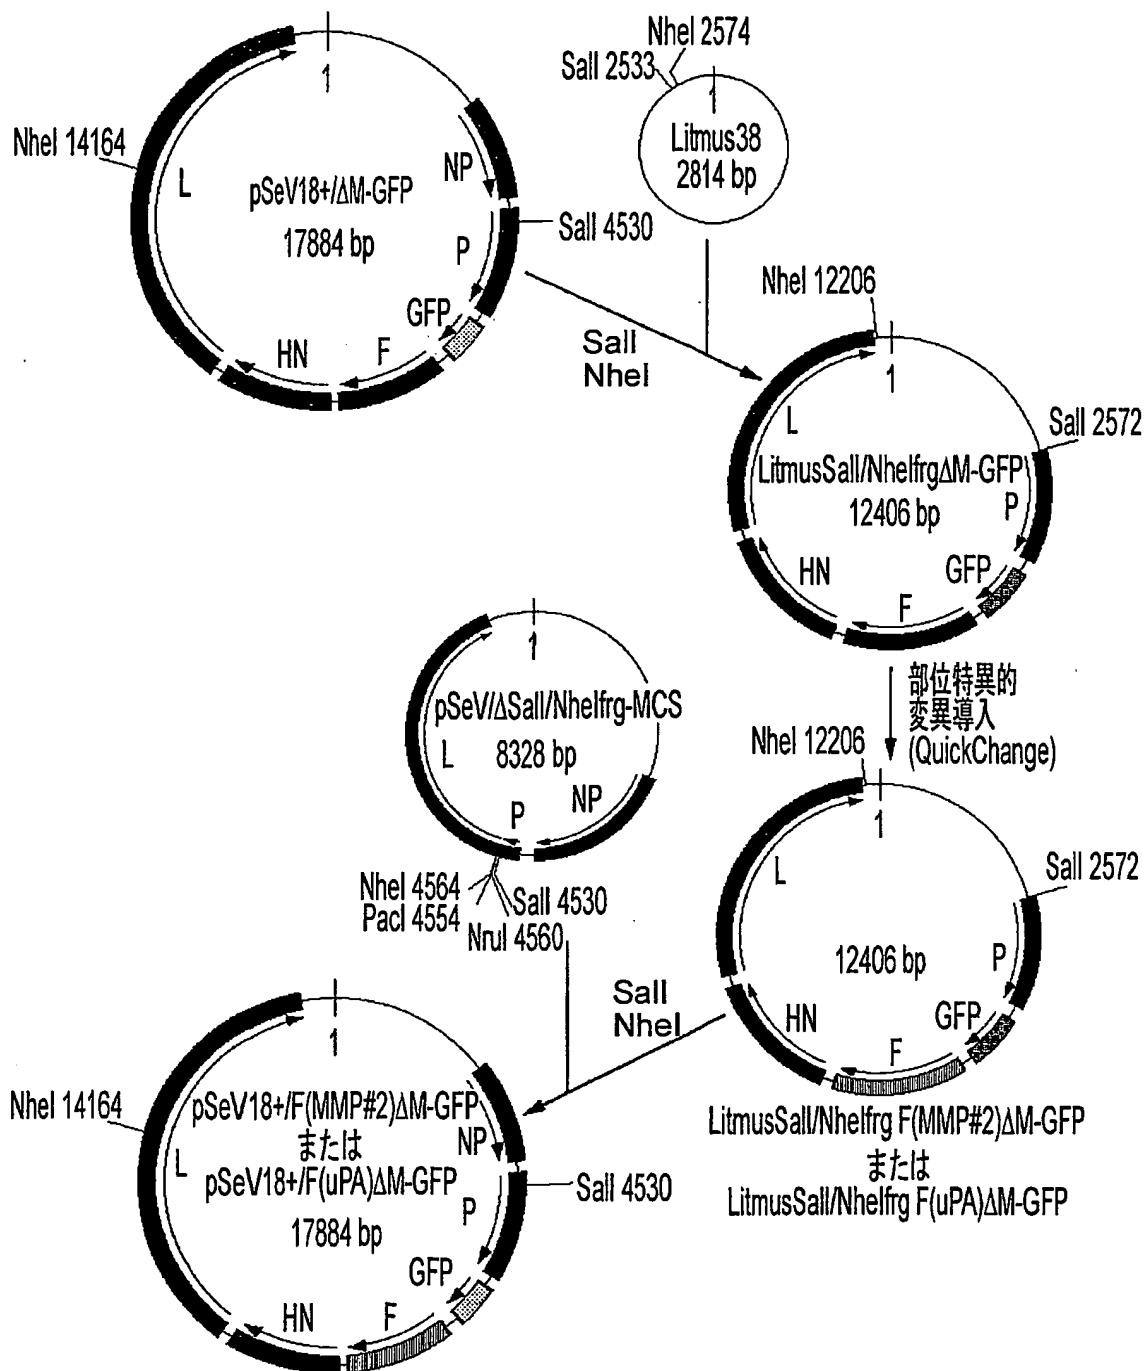 NheI 14164
1
L
NP
pSeV18+/ΔM-GFP
17884 bp
SalI 4530
P
GFP
F
HN
NheI 2574
SalI 2533
1
Litmus38
2814 bp
SalI
NheI
NheI 12206
1
L
SalI 2572
LitmusSalI/NheIfrgΔM-GFP
12406 bp
P
GFP
F
HN
部位特異的
変異導入
(QuickChange)
1
pSeV/ΔSalI/NheIfrg-MCS
8328 bp
L
P
NP
NheI 4564
PacI 4554
SalI 4530
NruI 4560
NheI 12206
1
L
SalI 2572
12406 bp
P
GFP
F
HN
LitmusSalI/NheIfrg F(MMP#2)ΔM-GFP
または
LitmusSalI/NheIfrg F(uPA)ΔM-GFP
SalI
NheI
1
NheI 14164
L
pSeV18+/F(MMP#2)ΔM-GFP
または
pSeV18+/F(uPA)ΔM-GFP
17884 bp
NP
SalI 4530
P
GFP
F
HN